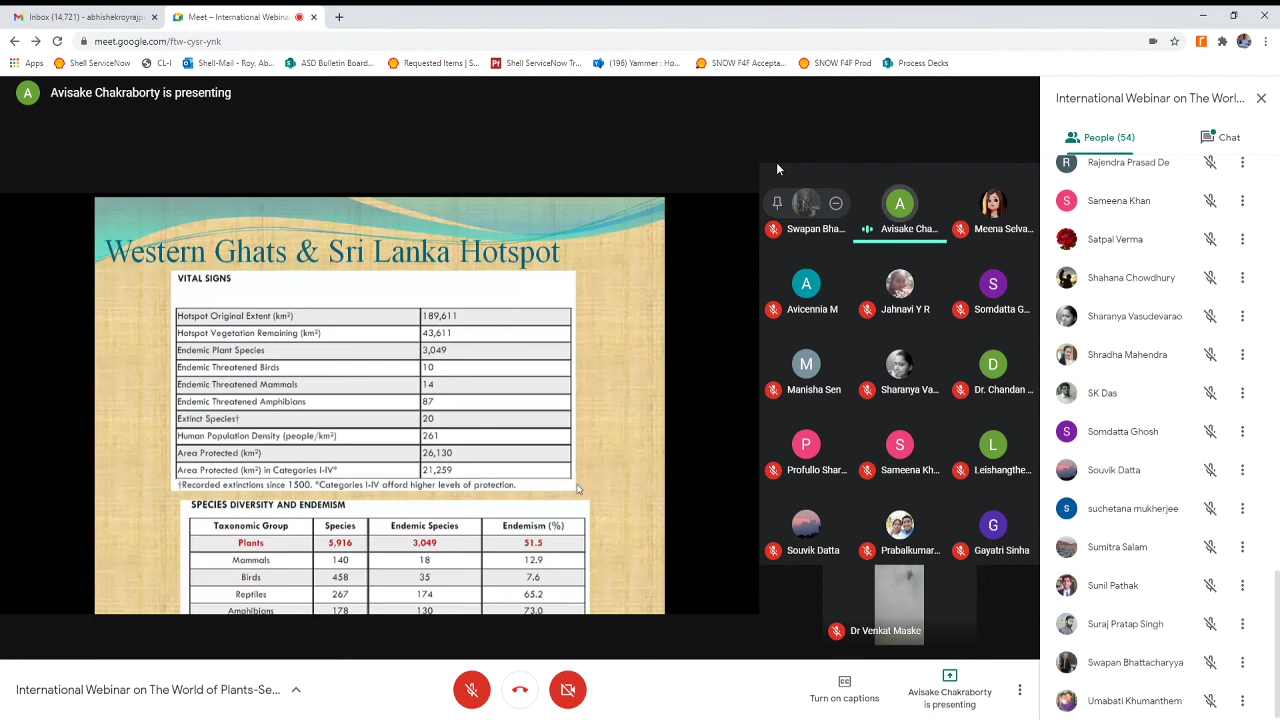 Inbox (14,721) - abhishekroyrajp
Meet – International Webina
meet.google.com/ftw-cysr-ynk
Apps
Shell ServiceNow
CL-I
Shell-Mail - Roy, Ab...
ASD Bulletin Board...
Requested Items | S...
Shell ServiceNow Tr...
(196) Yammer : Ho...
SNOW F4F Accepta...
SNOW F4F Prod
Process Decks
A
Avisake Chakraborty is presenting
International Webinar on The Worl...
People (54)
Chat
Western Ghats & Sri Lanka Hotspot
VITAL SIGNS
Hotspot Original Extent (km²) 189,611
Hotspot Vegetation Remaining (km²) 43,611
Endemic Plant Species 3,049
Endemic Threatened Birds 10
Endemic Threatened Mammals 14
Endemic Threatened Amphibians 87
Extinct Species† 20
Human Population Density (people/km²) 261
Area Protected (km²) 26,130
Area Protected (km²) in Categories I-IV* 21,259
†Recorded extinctions since 1500. *Categories I-IV afford higher levels of protection.
SPECIES DIVERSITY AND ENDEMISM
Taxonomic Group Species Endemic Species Endemism (%)
Plants 5,916 3,049 51.5
Mammals 140 18 12.9
Birds 458 35 7.6
Reptiles 267 174 65.2
Amphibians 178 130 73.0
A
Swapan Bha...
Avisake Cha...
Meena Selva...
A
S
Avicennia M
Jahnavi Y R
Somdatta G...
M
D
Manisha Sen
Sharanya Va...
Dr. Chandan ...
P
S
L
Profullo Shar...
Sameena Kh...
Leishangthe...
G
Souvik Datta
Prabalkumar...
Gayatri Sinha
Dr Venkat Maske
R
Rajendra Prasad De
S
Sameena Khan
Satpal Verma
Shahana Chowdhury
Sharanya Vasudevarao
Shradha Mahendra
SK Das
S
Somdatta Ghosh
Souvik Datta
s
suchetana mukherjee
Sumitra Salam
Sunil Pathak
Suraj Pratap Singh
Swapan Bhattacharyya
Umabati Khumanthem
International Webinar on The World of Plants-Se...
Turn on captions
Avisake Chakraborty
is presenting